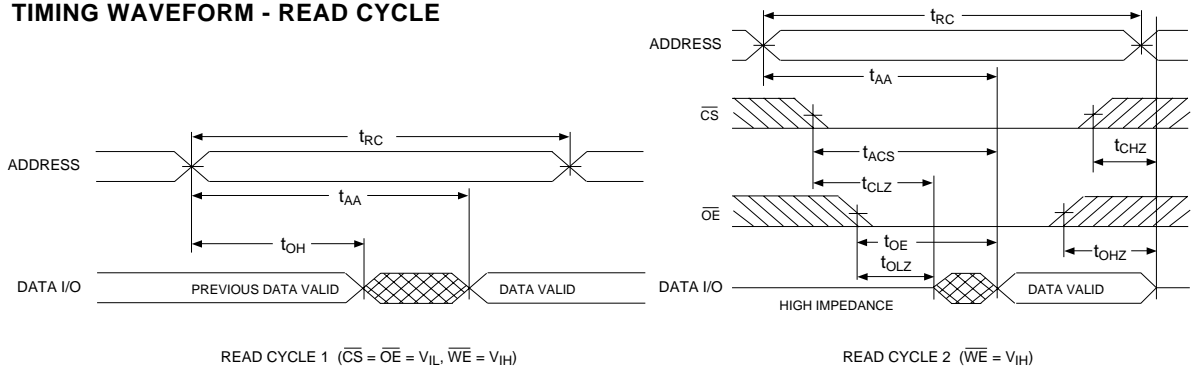 TIMING WAVEFORM - READ CYCLE
tRC
ADDRESS
tAA
tOH
DATA I/O
PREVIOUS DATA VALID
DATA VALID
READ CYCLE 1 (CS = OE = VIL, WE = VIH)
tRC
ADDRESS
tAA
CS
tACS
tCHZ
tCLZ
OE
tOE
tOHZ
tOLZ
DATA I/O
HIGH IMPEDANCE
DATA VALID
READ CYCLE 2 (WE = VIH)